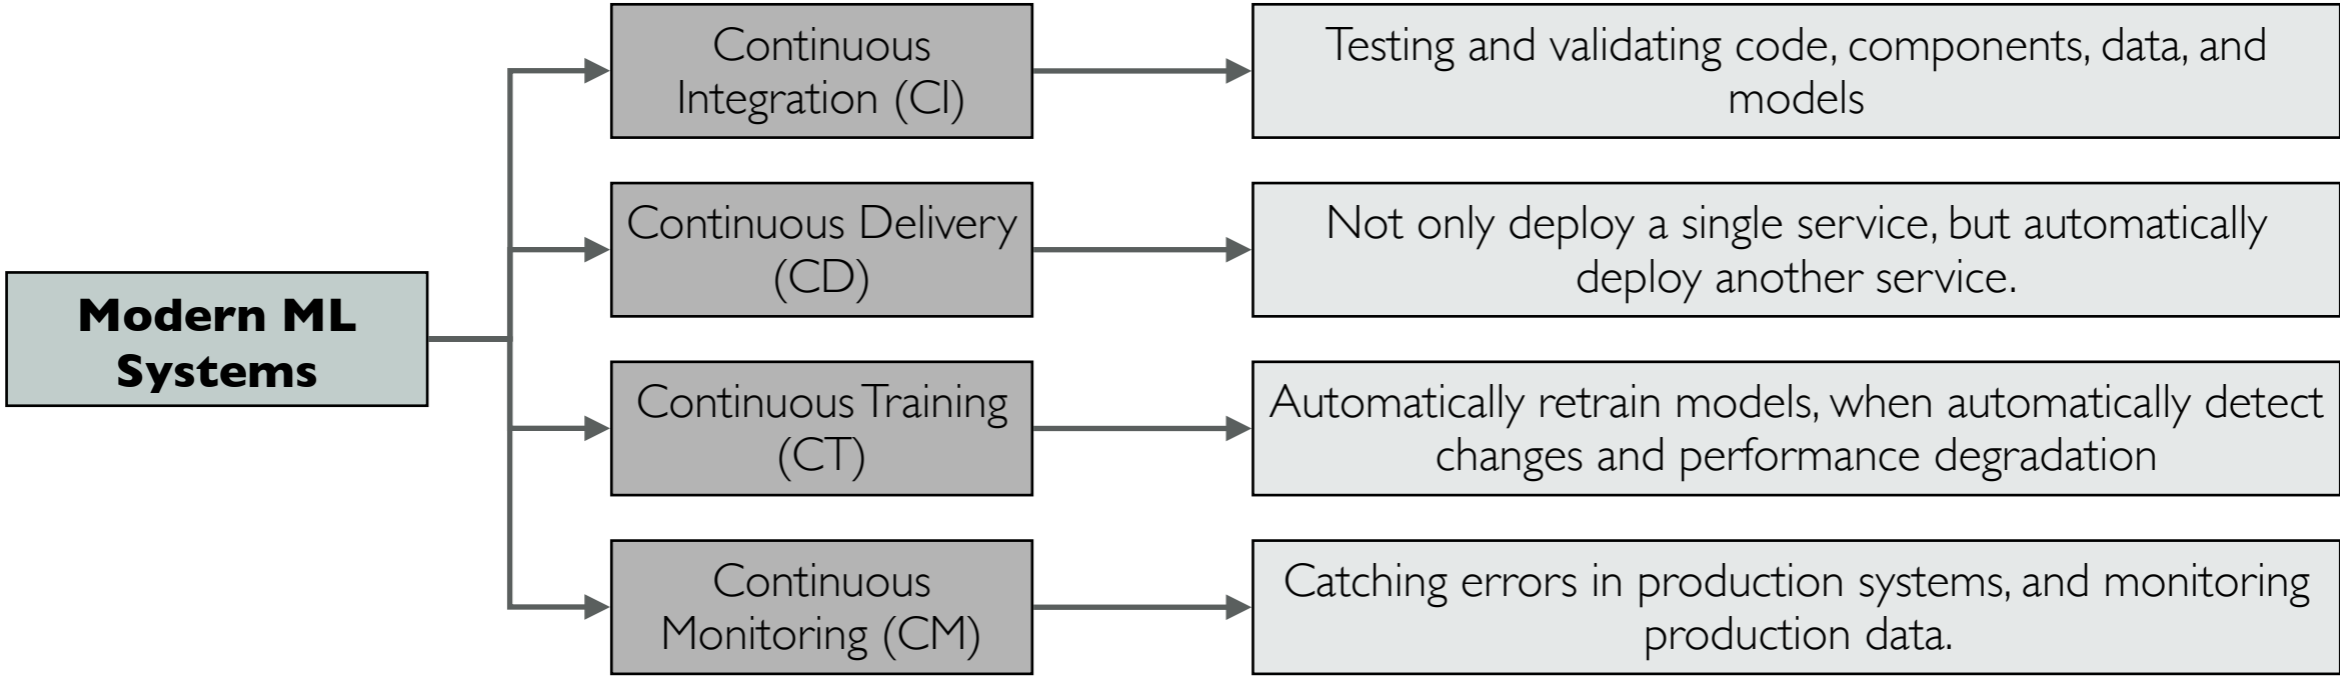 Modern ML
Systems
Continuous
Integration (CI)
Testing and validating code, components, data, and
models
Continuous Delivery
(CD)
Not only deploy a single service, but automatically
deploy another service.
Continuous Training
(CT)
Automatically retrain models, when automatically detect
changes and performance degradation
Continuous
Monitoring (CM)
Catching errors in production systems, and monitoring
production data.